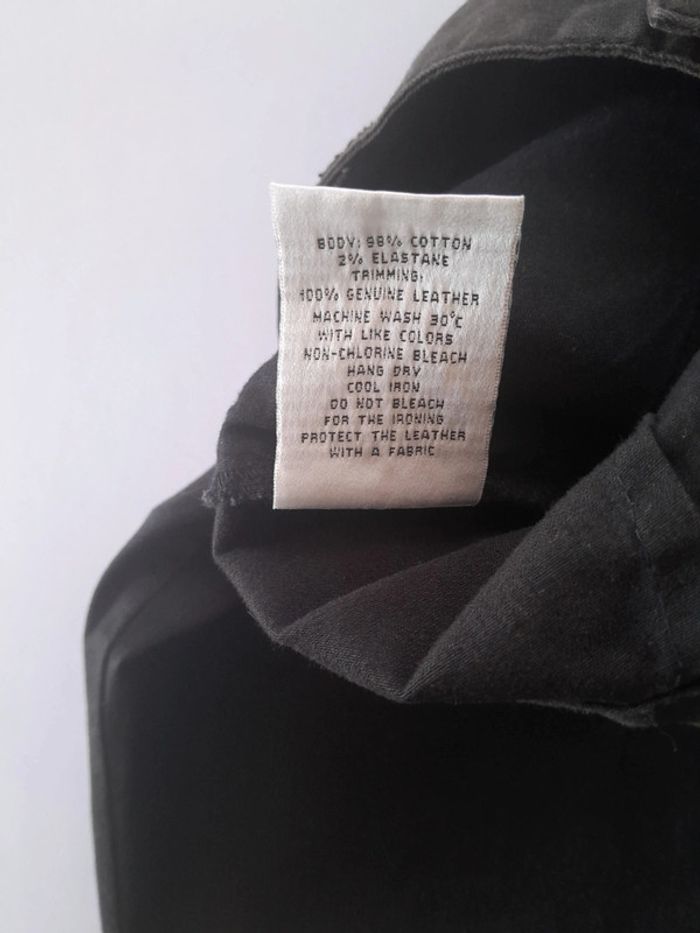 BODY: 98% COTTON
2% ELASTANE
TRIMMING:
100% GENUINE LEATHER
MACHINE WASH 30°C
WITH LIKE COLORS
NON-CHLORINE BLEACH
HANG DRY
COOL IRON
DO NOT BLEACH
FOR THE IRONING
PROTECT THE LEATHER
WITH A FABRIC